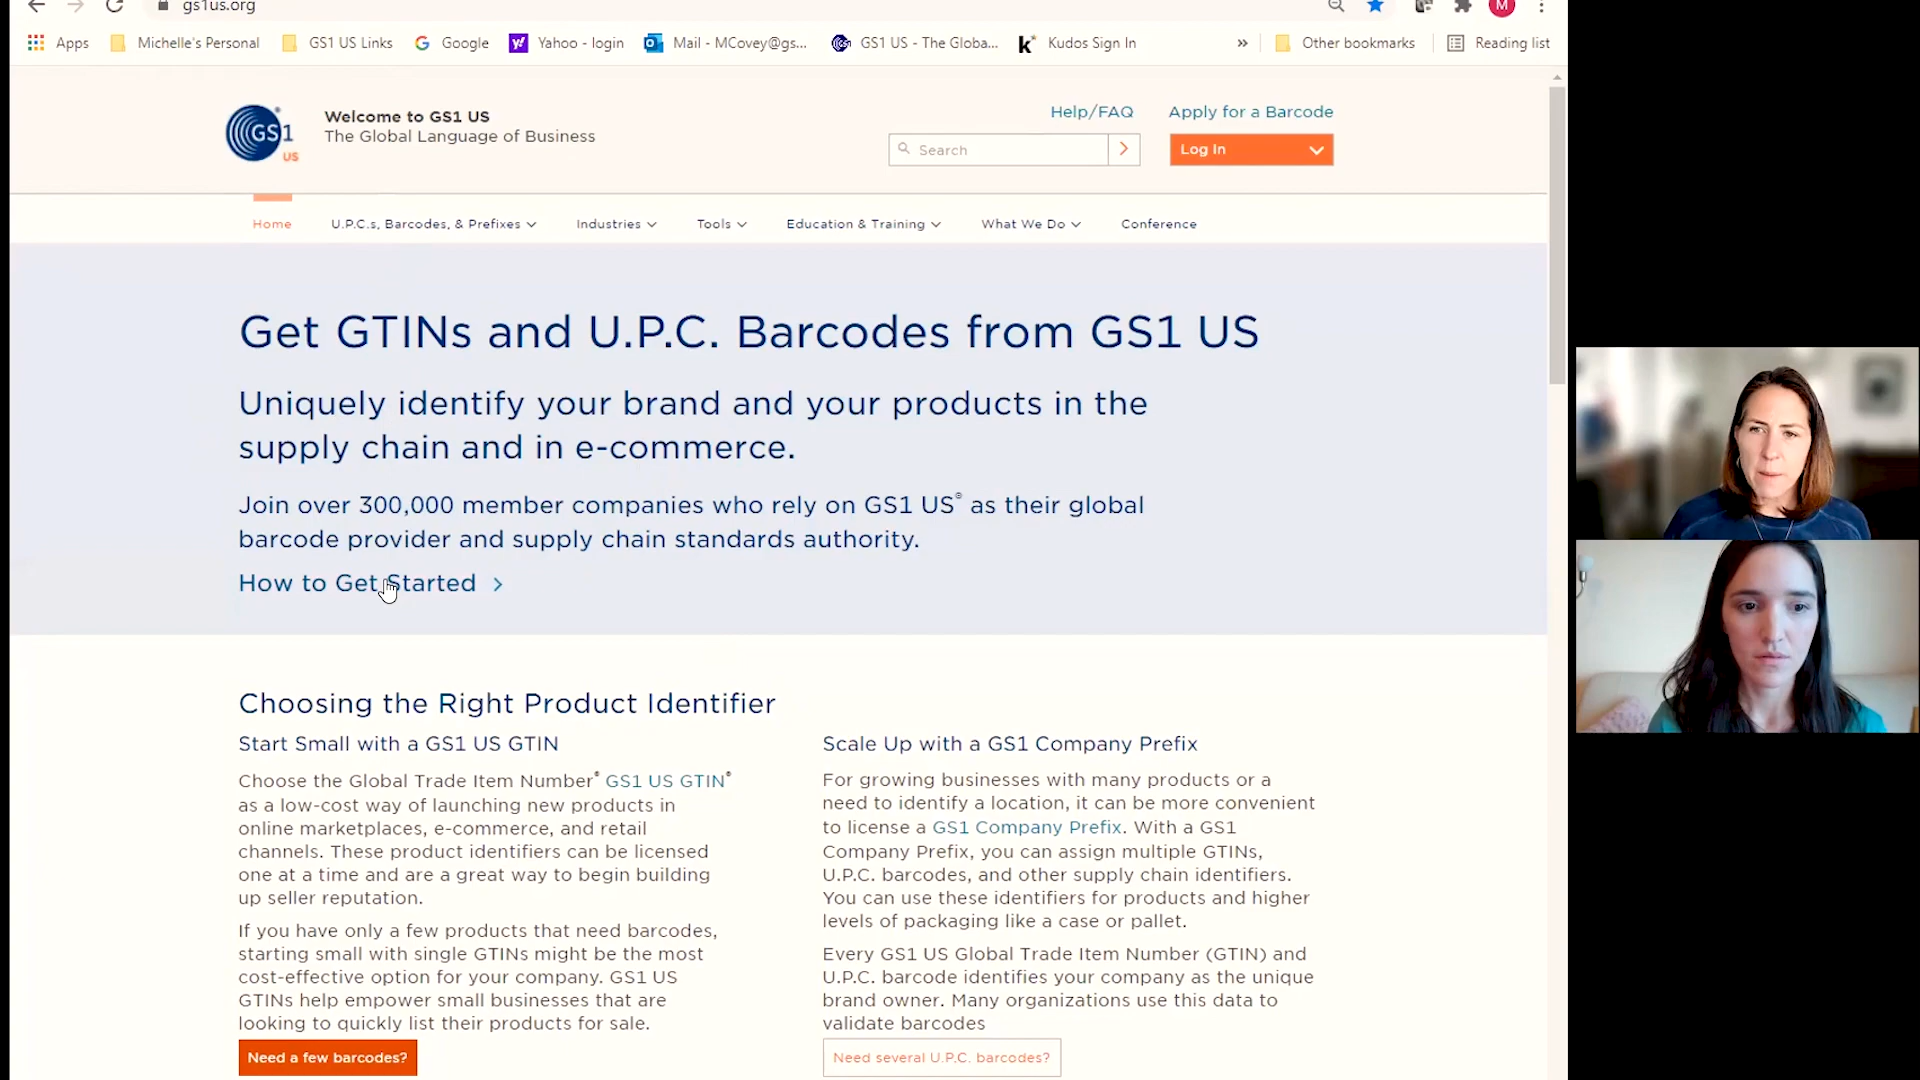 gs1us.org
M
Apps
Michelle's Personal
GS1 US Links
Google
Yahoo - login
Mail - MCovey@gs...
GS1 US - The Globa...
Kudos Sign In
»
Other bookmarks
Reading list
GS1
US
Welcome to GS1 US
The Global Language of Business
Help/FAQ
Apply for a Barcode
Search
Log In
Home
U.P.C.s, Barcodes, & Prefixes
Industries
Tools
Education & Training
What We Do
Conference
Get GTINs and U.P.C. Barcodes from GS1 US
Uniquely identify your brand and your products in the
supply chain and in e-commerce.
Join over 300,000 member companies who rely on GS1 US® as their global
barcode provider and supply chain standards authority.
How to Get Started >
Choosing the Right Product Identifier
Start Small with a GS1 US GTIN
Choose the Global Trade Item Number® GS1 US GTIN®
as a low-cost way of launching new products in
online marketplaces, e-commerce, and retail
channels. These product identifiers can be licensed
one at a time and are a great way to begin building
up seller reputation.
If you have only a few products that need barcodes,
starting small with single GTINs might be the most
cost-effective option for your company. GS1 US
GTINs help empower small businesses that are
looking to quickly list their products for sale.
Need a few barcodes?
Scale Up with a GS1 Company Prefix
For growing businesses with many products or a
need to identify a location, it can be more convenient
to license a GS1 Company Prefix. With a GS1
Company Prefix, you can assign multiple GTINs,
U.P.C. barcodes, and other supply chain identifiers.
You can use these identifiers for products and higher
levels of packaging like a case or pallet.
Every GS1 US Global Trade Item Number (GTIN) and
U.P.C. barcode identifies your company as the unique
brand owner. Many organizations use this data to
validate barcodes
Need several U.P.C. barcodes?